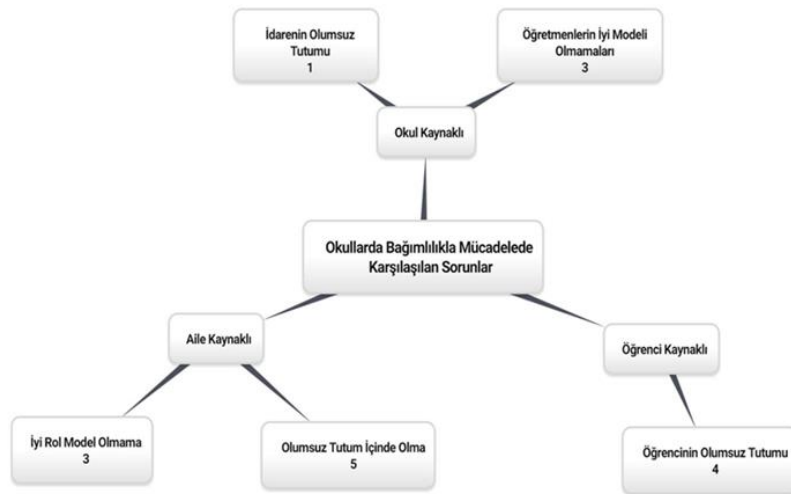 İdarenin Olumsuz
Tutumu
1
Öğretmenlerin İyi Modeli
Olmamaları
3
Okul Kaynaklı
Okullarda Bağımlılıkla Mücadelede
Karşılaşılan Sorunlar
Aile Kaynaklı
Öğrenci Kaynaklı
İyi Rol Model Olmama
3
Olumsuz Tutum İçinde Olma
5
Öğrencinin Olumsuz Tutumu
4